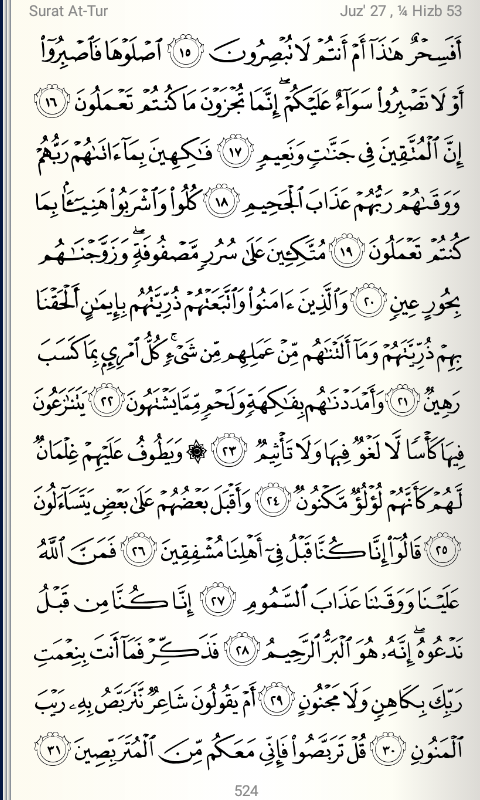 Surat At-Tur Juz' 27 , ¼ Hizb 53
أَفَسِحْرٌ هَٰذَآ أَمْ أَنتُمْ لَا تُبْصِرُونَ ١٥ ٱصْلَوْهَا فَٱصْبِرُوٓا۟
أَوْ لَا تَصْبِرُوا۟ سَوَآءٌ عَلَيْكُمْ ۖ إِنَّمَا تُجْزَوْنَ مَا كُنتُمْ تَعْمَلُونَ ١٦
إِنَّ ٱلْمُتَّقِينَ فِى جَنَّٰتٍ وَنَعِيمٍ ١٧ فَٰكِهِينَ بِمَآ ءَاتَىٰهُمْ رَبُّهُمْ
وَوَقَىٰهُمْ رَبُّهُمْ عَذَابَ ٱلْجَحِيمِ ١٨ كُلُوا۟ وَٱشْرَبُوا۟ هَنِيٓـًٔۢا بِمَا
كُنتُمْ تَعْمَلُونَ ١٩ مُتَّكِـِٔينَ عَلَىٰ سُرُرٍ مَّصْفُوفَةٍ ۖ وَزَوَّجْنَٰهُم
بِحُورٍ عِينٍ ٢٠ وَٱلَّذِينَ ءَامَنُوا۟ وَٱتَّبَعَتْهُمْ ذُرِّيَّتُهُم بِإِيمَٰنٍ أَلْحَقْنَا
بِهِمْ ذُرِّيَّتَهُمْ وَمَآ أَلَتْنَٰهُم مِّنْ عَمَلِهِم مِّن شَىْءٍ ۚ كُلُّ ٱمْرِئٍۭ بِمَا كَسَبَ
رَهِينٌ ٢١ وَأَمْدَدْنَٰهُم بِفَٰكِهَةٍ وَلَحْمٍ مِّمَّا يَشْتَهُونَ ٢٢ يَتَنَٰزَعُونَ
فِيهَا كَأْسًا لَّا لَغْوٌ فِيهَا وَلَا تَأْثِيمٌ ٢٣ ۞ وَيَطُوفُ عَلَيْهِمْ غِلْمَانٌ
لَّهُمْ كَأَنَّهُمْ لُؤْلُؤٌ مَّكْنُونٌ ٢٤ وَأَقْبَلَ بَعْضُهُمْ عَلَىٰ بَعْضٍ يَتَسَآءَلُونَ
٢٥ قَالُوٓا۟ إِنَّا كُنَّا قَبْلُ فِىٓ أَهْلِنَا مُشْفِقِينَ ٢٦ فَمَنَّ ٱللَّهُ
عَلَيْنَا وَوَقَىٰنَا عَذَابَ ٱلسَّمُومِ ٢٧ إِنَّا كُنَّا مِن قَبْلُ
نَدْعُوهُ ۖ إِنَّهُۥ هُوَ ٱلْبَرُّ ٱلرَّحِيمُ ٢٨ فَذَكِّرْ فَمَآ أَنتَ بِنِعْمَتِ
رَبِّكَ بِكَاهِنٍ وَلَا مَجْنُونٍ ٢٩ أَمْ يَقُولُونَ شَاعِرٌ نَّتَرَبَّصُ بِهِۦ رَيْبَ
ٱلْمَنُونِ ٣٠ قُلْ تَرَبَّصُوا۟ فَإِنِّى مَعَكُم مِّنَ ٱلْمُتَرَبِّصِينَ ٣١
524